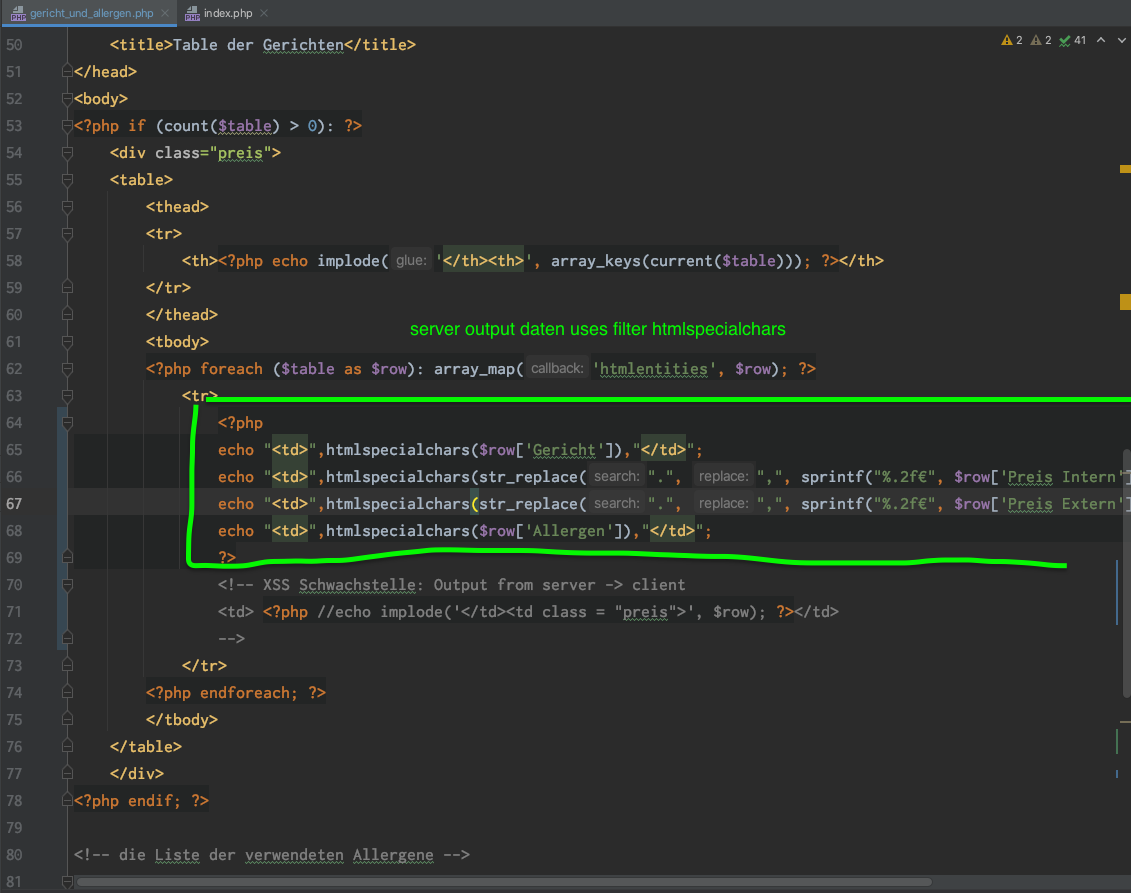 gericht_und_allergen.php × index.php ×
2 2 41
50 <title>Table der Gerichten</title>
51 </head>
52 <body>
53 <?php if (count($table) > 0): ?>
54 <div class="preis">
55 <table>
56 <thead>
57 <tr>
58 <th><?php echo implode( glue: '</th><th>', array_keys(current($table))); ?></th>
59 </tr>
60 </thead>
server output daten uses filter htmlspecialchars
61 <tbody>
62 <?php foreach ($table as $row): array_map( callback: 'htmlentities', $row); ?>
63 <tr>
64 <?php
65 echo "<td>",htmlspecialchars($row['Gericht']),"</td>";
66 echo "<td>",htmlspecialchars(str_replace( search: ".", replace: ",", sprintf("%.2f€", $row['Preis Intern']
67 echo "<td>",htmlspecialchars(str_replace( search: ".", replace: ",", sprintf("%.2f€", $row['Preis Extern']
68 echo "<td>",htmlspecialchars($row['Allergen']),"</td>";
69 ?>
70 <!-- XSS Schwachstelle: Output from server -> client
71 <td> <?php //echo implode('</td><td class = "preis">', $row); ?></td>
72 -->
73 </tr>
74 <?php endforeach; ?>
75 </tbody>
76 </table>
77 </div>
78 <?php endif; ?>
79
80 <!-- die Liste der verwendeten Allergene -->
81